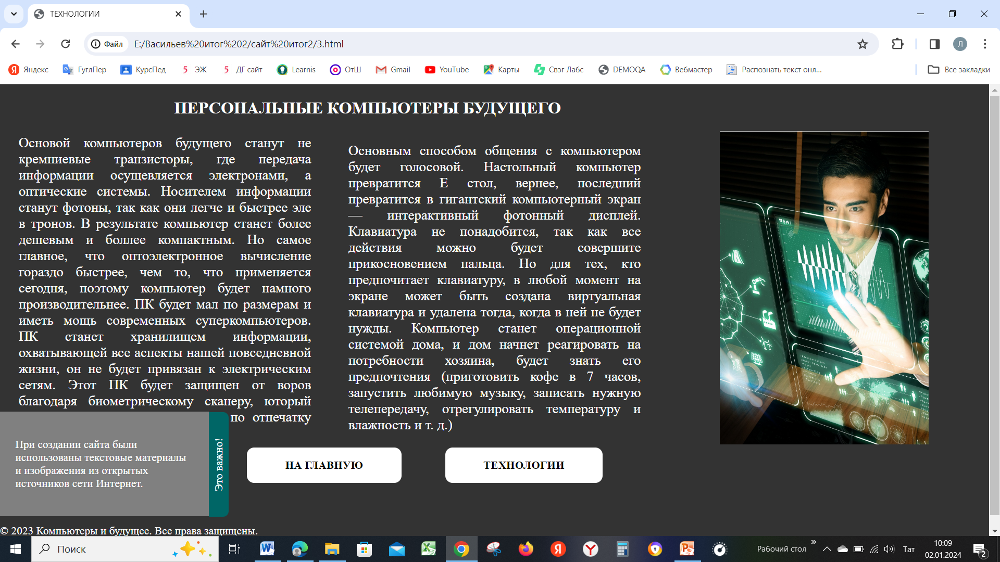 ТЕХНОЛОГИИ
Файл
E:/Васильев%20итог%202/сайт%20итог2/3.html
Л
Яндекс
ГуглПер
КурсПед
5 ЭЖ
5 ДГ сайт
Learnis
ОтШ
Gmail
YouTube
Карты
Свэг Лабс
DEMOQA
Вебмастер
Распознать текст онл...
Все закладки
ПЕРСОНАЛЬНЫЕ КОМПЬЮТЕРЫ БУДУЩЕГО
Основой компьютеров будущего станут не
кремниевые транзисторы, где передача
информации осущевляется электронами, а
оптические системы. Носителем информации
станут фотоны, так как они легче и быстрее эле
в тронов. В результате компьютер станет более
дешевым и боллее компактным. Но самое
главное, что оптоэлектронное вычисление
гораздо быстрее, чем то, что применяется
сегодня, поэтому компьютер будет намного
производительнее. ПК будет мал по размерам и
иметь мощь современных суперкомпьютеров.
ПК станет хранилищем информации,
охватывающей все аспекты нашей повседневной
жизни, он не будет привязан к электрическим
сетям. Этот ПК будет защищен от воров
благодаря биометрическому сканеру, юторый
по отпечатку
Основным способом общения с компьютером
будет голосовой. Настольный компьютер
превратится Е стол, вернее, последний
превратится в гигантский компьютерный экран
— интерактивный фотонный дисплей.
Клавиатура не понадобится, так как все
действия можно будет совершите
прикосновением пальца. Но для тех, кто
предпочитает клавиатуру, в любой момент на
экране может быть создана виртуальная
клавиатура и удалена тогда, когда в ней не будет
нужды. Компьютер станет операционной
системой дома, и дом начнет реагировать на
потребности хозяина, будет знать его
предпочтения (приготовить кофе в 7 часов,
запустить любимую музыку, записать нужную
телепередачу, отрегулировать температуру и
влажность и т. д.)
При создании сайта были
использованы текстовые материалы
и изображения из открытых
источников сети Интернет.
Это важно!
НА ГЛАВНУЮ
ТЕХНОЛОГИИ
© 2023 Компьютеры и будущее. Все права защищены.
Поиск
Рабочий стол
Тат
10:09
02.01.2024
2